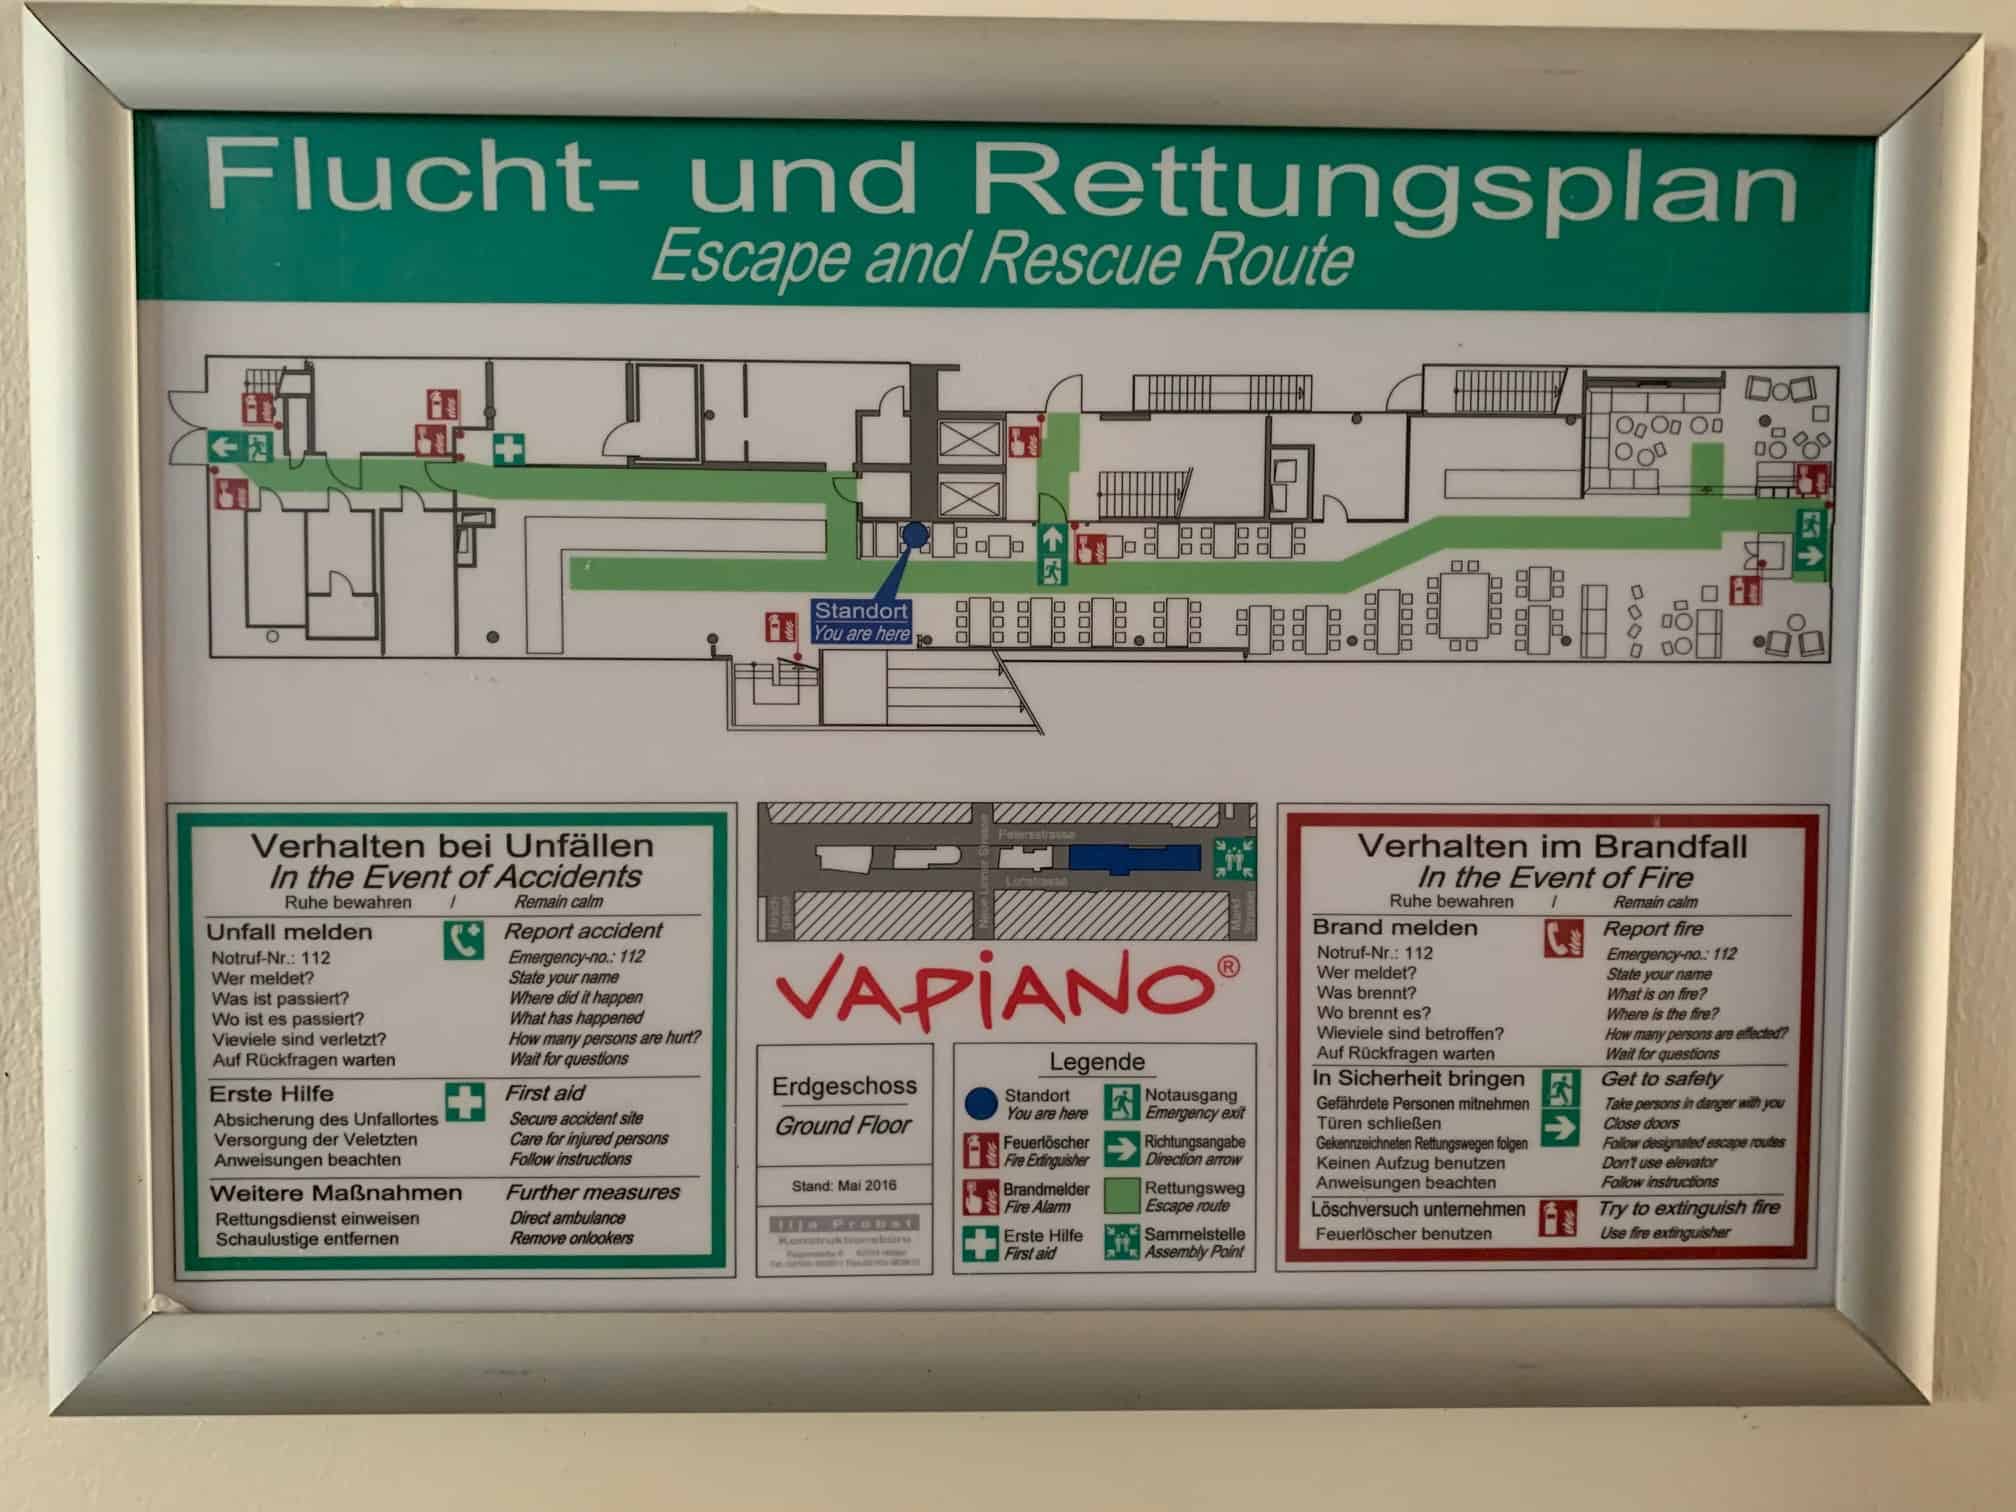 Flucht- und Rettungsplan
Escape and Rescue Route
Standort
You are here
Verhalten bei Unfällen
In the Event of Accidents
Ruhe bewahren / Remain calm
Unfall melden Report accident
Notruf-Nr.: 112 Emergency-no.: 112
Wer meldet? State your name
Was ist passiert? Where did it happen
Wo ist es passiert? What has happened
Vieviele sind verletzt? How many persons are hurt?
Auf Rückfragen warten Wait for questions
Erste Hilfe First aid
Absicherung des Unfallortes Secure accident site
Versorgung der Veletzten Care for injured persons
Anweisungen beachten Follow instructions
Weitere Maßnahmen Further measures
Rettungsdienst einweisen Direct ambulance
Schaulustige entfernen Remove onlookers
Neue Linner Strasse
Markt Strasse
VAPIANO®
Erdgeschoss
Ground Floor
Stand: Mai 2016
Ilja Probst
Konstruktionsbüro
Legende
Standort
You are here
Notausgang
Emergency exit
Feuerlöscher
Fire Extinguisher
Richtungsangabe
Direction arrow
Brandmelder
Fire Alarm
Rettungsweg
Escape route
Erste Hilfe
First aid
Sammelstelle
Assembly Point
Verhalten im Brandfall
In the Event of Fire
Ruhe bewahren / Remain calm
Brand melden Report fire
Notruf-Nr.: 112 Emergency-no.: 112
Wer meldet? State your name
Was brennt? What is on fire?
Wo brennt es? Where is the fire?
Wieviele sind betroffen? How many persons are effected?
Auf Rückfragen warten Wait for questions
In Sicherheit bringen Get to safety
Gefährdete Personen mitnehmen Take persons in danger with you
Türen schließen Close doors
Gekennzeichneten Rettungswegen folgen Follow designated escape routes
Keinen Aufzug benutzen Don't use elevator
Anweisungen beachten Follow instructions
Löschversuch unternehmen Try to extinguish fire
Feuerlöscher benutzen Use fire extinguisher